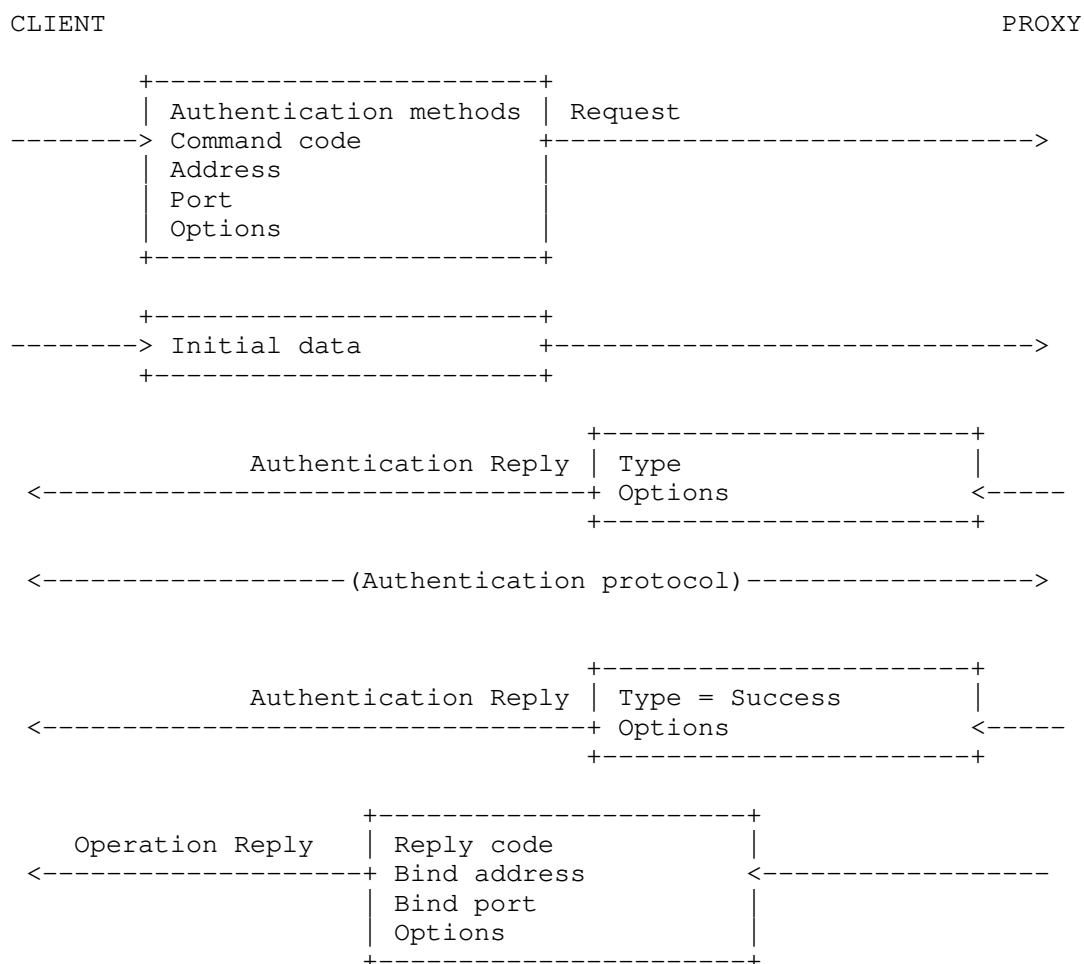 CLIENT PROXY
Authentication methods Request
Command code
Address
Port
Options
Initial data
Authentication Reply Type
Options
(Authentication protocol)
Authentication Reply Type = Success
Options
Operation Reply Reply code
Bind address
Bind port
Options